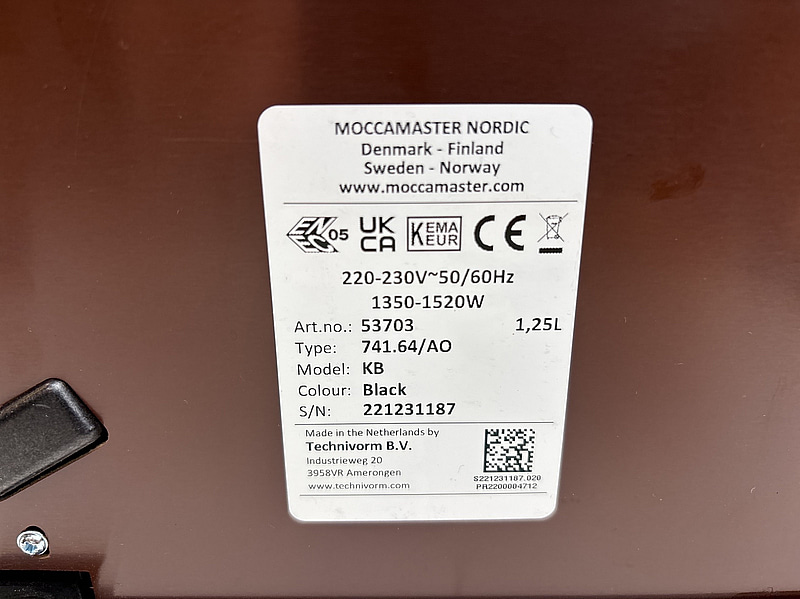 MOCCAMASTER NORDIC
Denmark - Finland
Sweden - Norway
www.moccamaster.com
ENEC 05 UK CA KEMA EUR CE
220-230V~50/60Hz
1350-1520W
Art.no.: 53703 1,25L
Type: 741.64/AO
Model: KB
Colour: Black
S/N: 221231187
Made in the Netherlands by
Technivorm B.V.
Industrieweg 20
3958VR Amerongen
www.technivorm.com
S221231187.020
PR2200004712